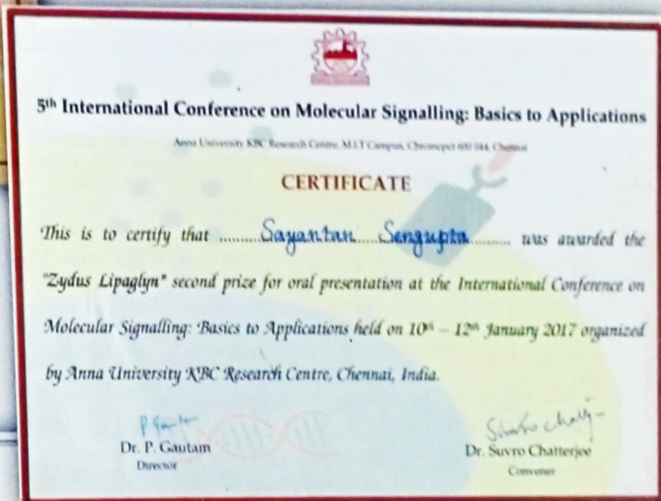 5th International Conference on Molecular Signalling: Basics to Applications
Anna University KBC Research Centre, M.I.T Campus, Chromepet 600 044, Chennai
CERTIFICATE
This is to certify that ..........Sayantan.....Sengupta.......... was awarded the
"Zydus Lipaglyn" second prize for oral presentation at the International Conference on
Molecular Signalling: Basics to Applications held on 10th – 12th January 2017 organized
by Anna University KBC Research Centre, Chennai, India.
Dr. P. Gautam
Director
Dr. Suvro Chatterjee
Convener